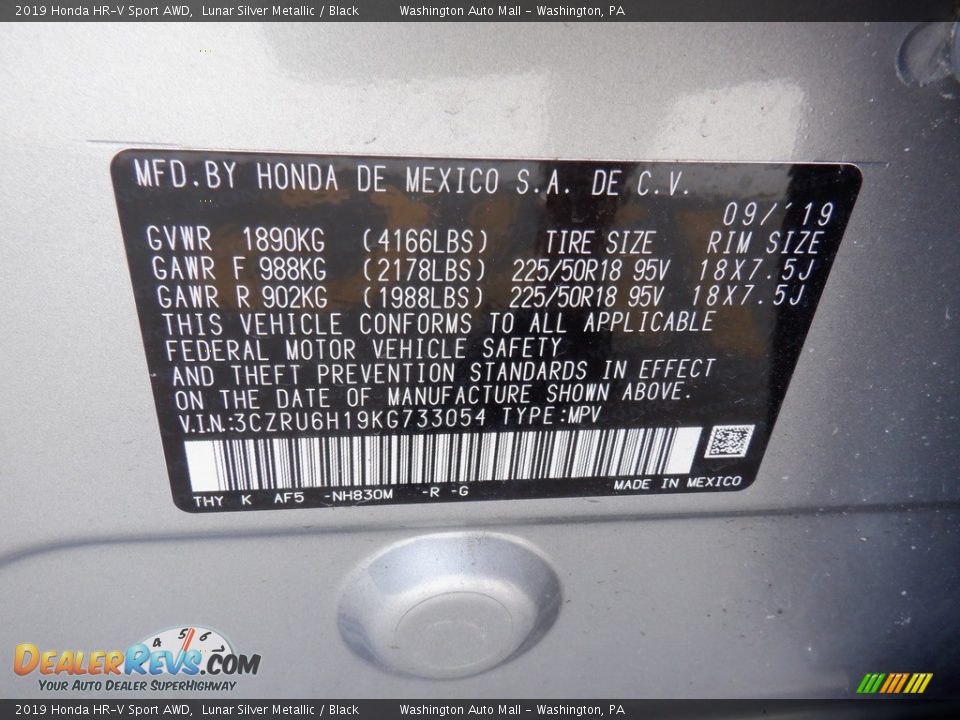 2019 Honda HR-V Sport AWD, Lunar Silver Metallic / Black Washington Auto Mall - Washington, PA
MFD.BY HONDA DE MEXICO S.A. DE C.V.
09/´19
GVWR 1890KG (4166LBS) TIRE SIZE RIM SIZE
GAWR F 988KG (2178LBS) 225/50R18 95V 18X7.5J
GAWR R 902KG (1988LBS) 225/50R18 95V 18X7.5J
THIS VEHICLE CONFORMS TO ALL APPLICABLE
FEDERAL MOTOR VEHICLE SAFETY
AND THEFT PREVENTION STANDARDS IN EFFECT
ON THE DATE OF MANUFACTURE SHOWN ABOVE.
V.I.N.:3CZRU6H19KG733054 TYPE:MPV
THY K AF5 -NH830M -R -G MADE IN MEXICO
4 5 6
DEALERREVS.COM
YOUR AUTO DEALER SUPERHIGHWAY
2019 Honda HR-V Sport AWD, Lunar Silver Metallic / Black Washington Auto Mall - Washington, PA